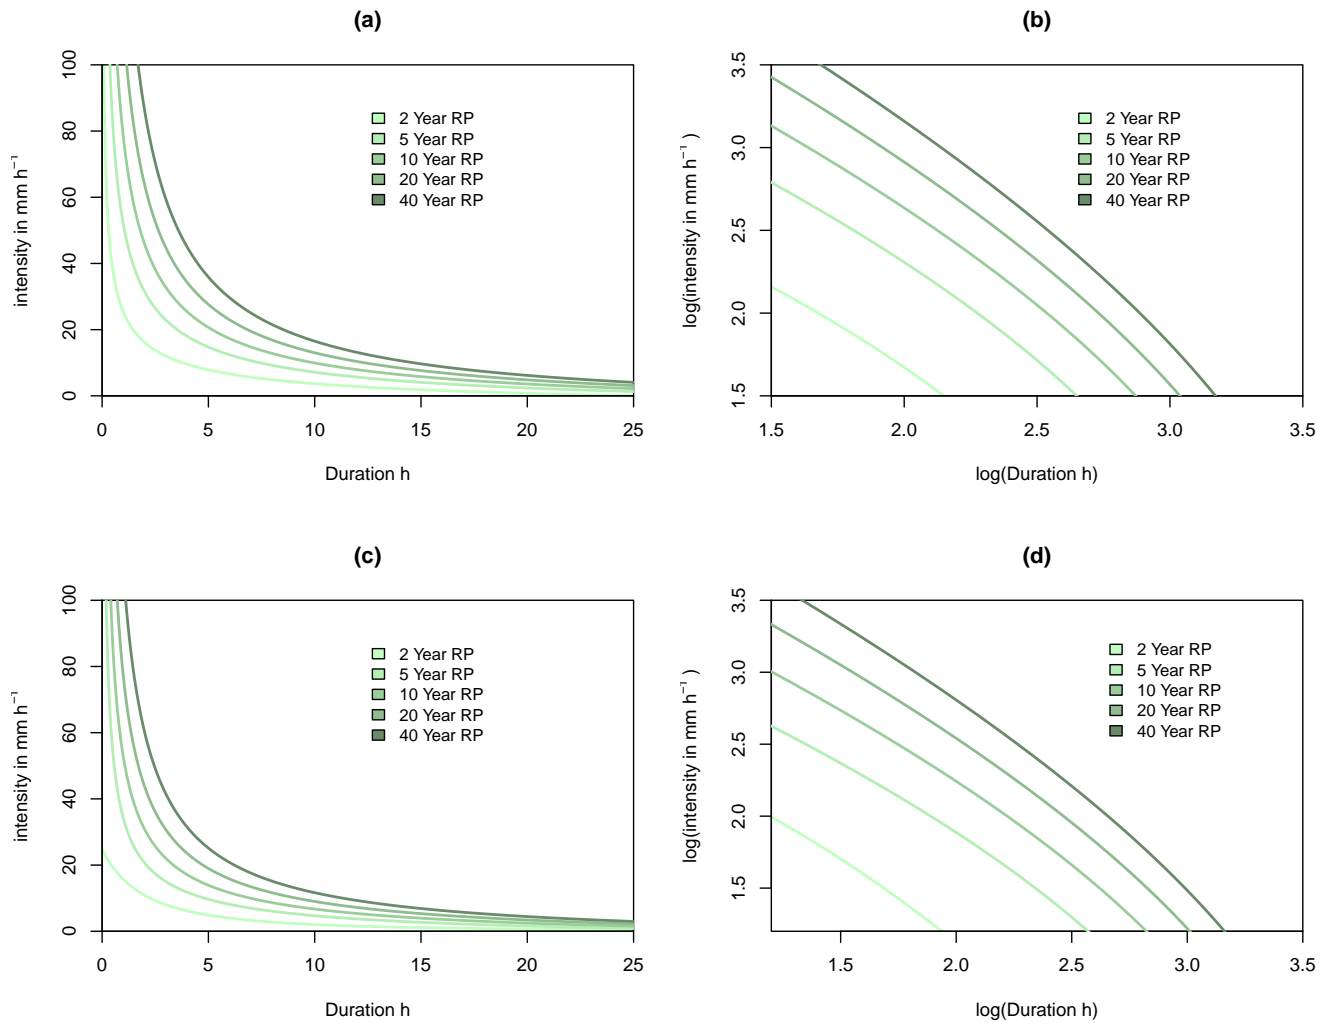 (a)
intensity in mm h⁻¹
0 20 40 60 80 100
2 Year RP
5 Year RP
10 Year RP
20 Year RP
40 Year RP
0 5 10 15 20 25
Duration h
(b)
log(intensity in mm h⁻¹ )
1.5 2.0 2.5 3.0 3.5
2 Year RP
5 Year RP
10 Year RP
20 Year RP
40 Year RP
1.5 2.0 2.5 3.0 3.5
log(Duration h)
(c)
intensity in mm h⁻¹
0 20 40 60 80 100
2 Year RP
5 Year RP
10 Year RP
20 Year RP
40 Year RP
0 5 10 15 20 25
Duration h
(d)
log(intensity in mm h⁻¹ )
1.5 2.0 2.5 3.0 3.5
2 Year RP
5 Year RP
10 Year RP
20 Year RP
40 Year RP
1.5 2.0 2.5 3.0 3.5
log(Duration h)